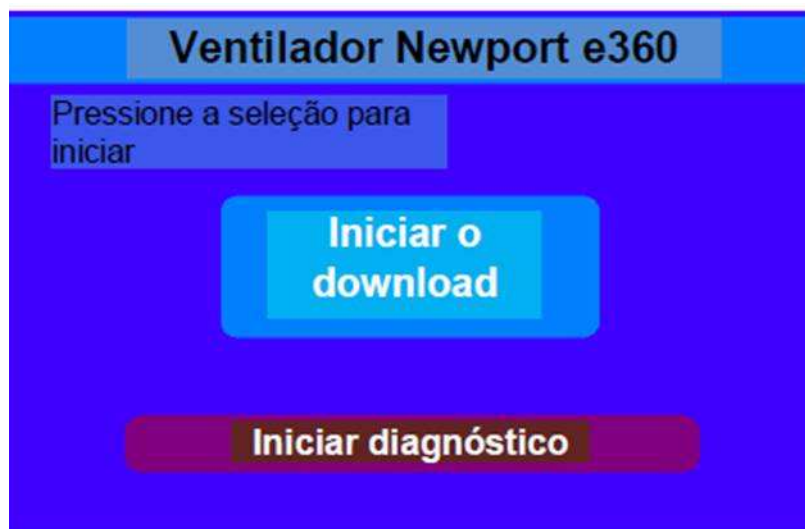 Ventilador Newport e360
Pressione a seleção para
iniciar
Iniciar o
download
Iniciar diagnóstico